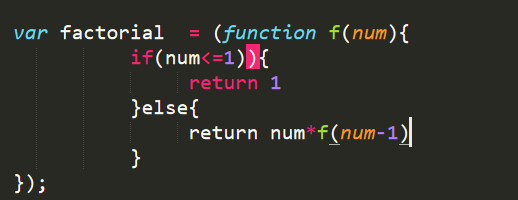 var factorial  = (function f(num){
if(num<=1)){
return 1
}else{
return num*f(num-1)
}
});